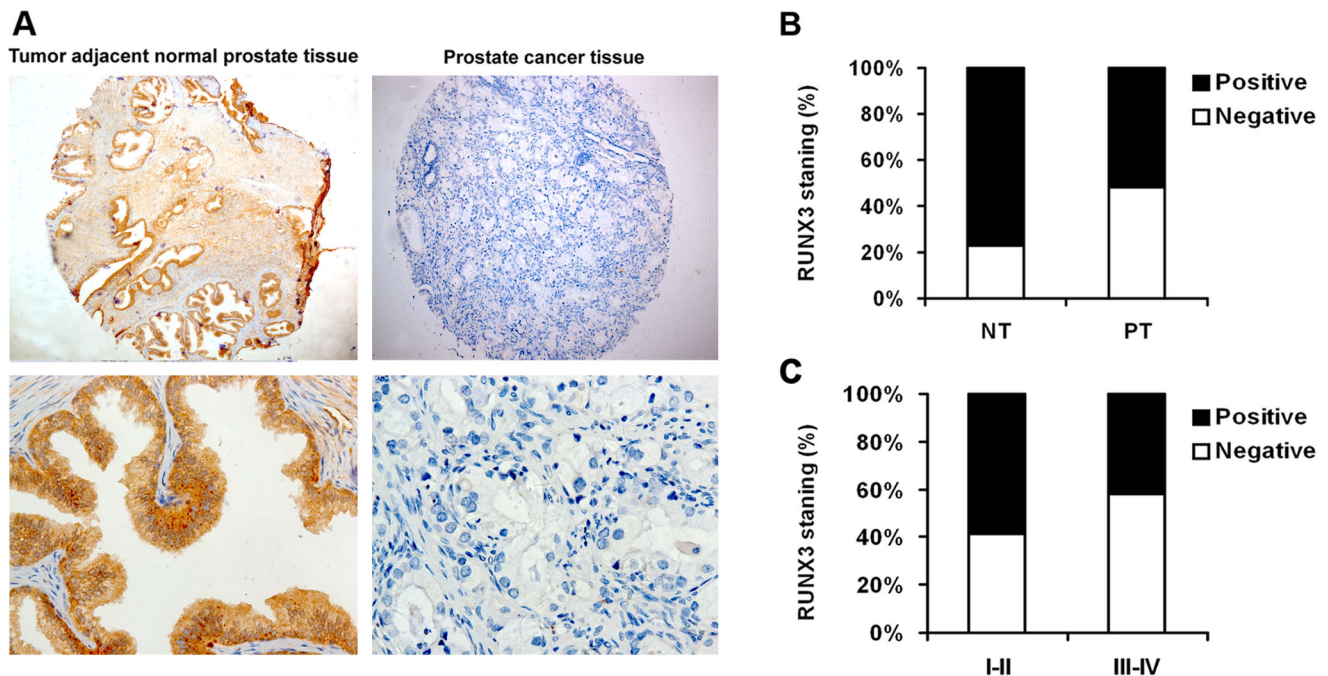 A
Tumor adjacent normal prostate tissue
Prostate cancer tissue
B
RUNX3 staning (%)
100%
80%
60%
40%
20%
0%
NT
PT
Positive
Negative
C
RUNX3 staning (%)
100%
80%
60%
40%
20%
0%
I-II
III-IV
Positive
Negative